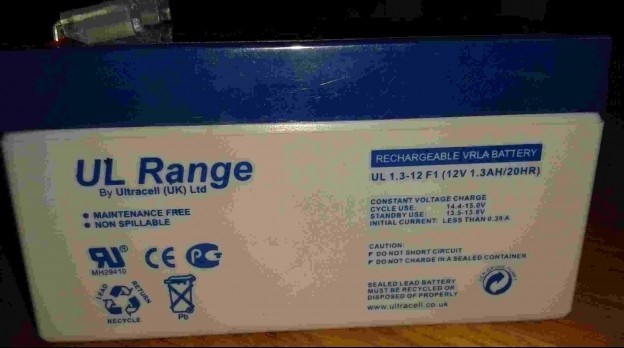 UL Range
By Ultracell (UK) Ltd
• MAINTENANCE FREE
• NON SPILLABLE
MH29410
LEAD RETURN
RECYCLE
Pb
RECHARGEABLE VRLA BATTERY
UL 1.3-12 F1 (12V 1.3AH/20HR)
CONSTANT VOLTAGE CHARGE
CYCLE USE: 14.4-15.0V
STANDBY USE 13.5-13.8V
INITIAL CURRENT: LESS THAN 0.39 A
CAUTION:
DO NOT SHORT CIRCUIT
DO NOT CHARGE IN A SEALED CONTAINER
SEALED LEAD BATTERY
MUST BE RECYCLED OR
DISPOSED OF PROPERLY
www.ultracell.co.uk